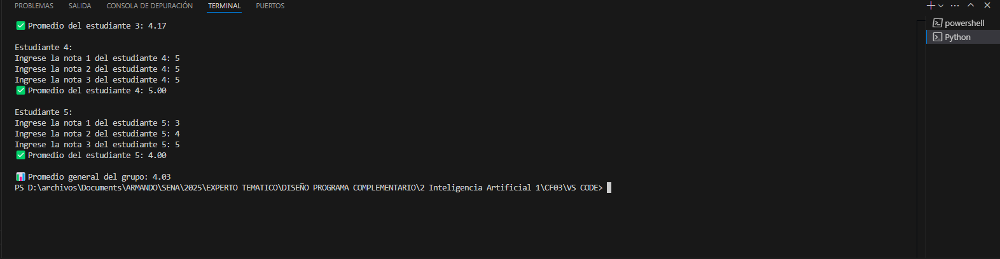 PROBLEMAS SALIDA CONSOLA DE DEPURACIÓN TERMINAL PUERTOS
✅ Promedio del estudiante 3: 4.17
Estudiante 4:
Ingrese la nota 1 del estudiante 4: 5
Ingrese la nota 2 del estudiante 4: 5
Ingrese la nota 3 del estudiante 4: 5
✅ Promedio del estudiante 4: 5.00
Estudiante 5:
Ingrese la nota 1 del estudiante 5: 3
Ingrese la nota 2 del estudiante 5: 4
Ingrese la nota 3 del estudiante 5: 5
✅ Promedio del estudiante 5: 4.00
📊 Promedio general del grupo: 4.03
PS D:\archivos\Documents\ARMANDO\SENA\2025\EXPERTO TEMATICO\DISEÑO PROGRAMA COMPLEMENTARIO\2 Inteligencia Artificial 1\CF03\VS CODE>
powershell
Python